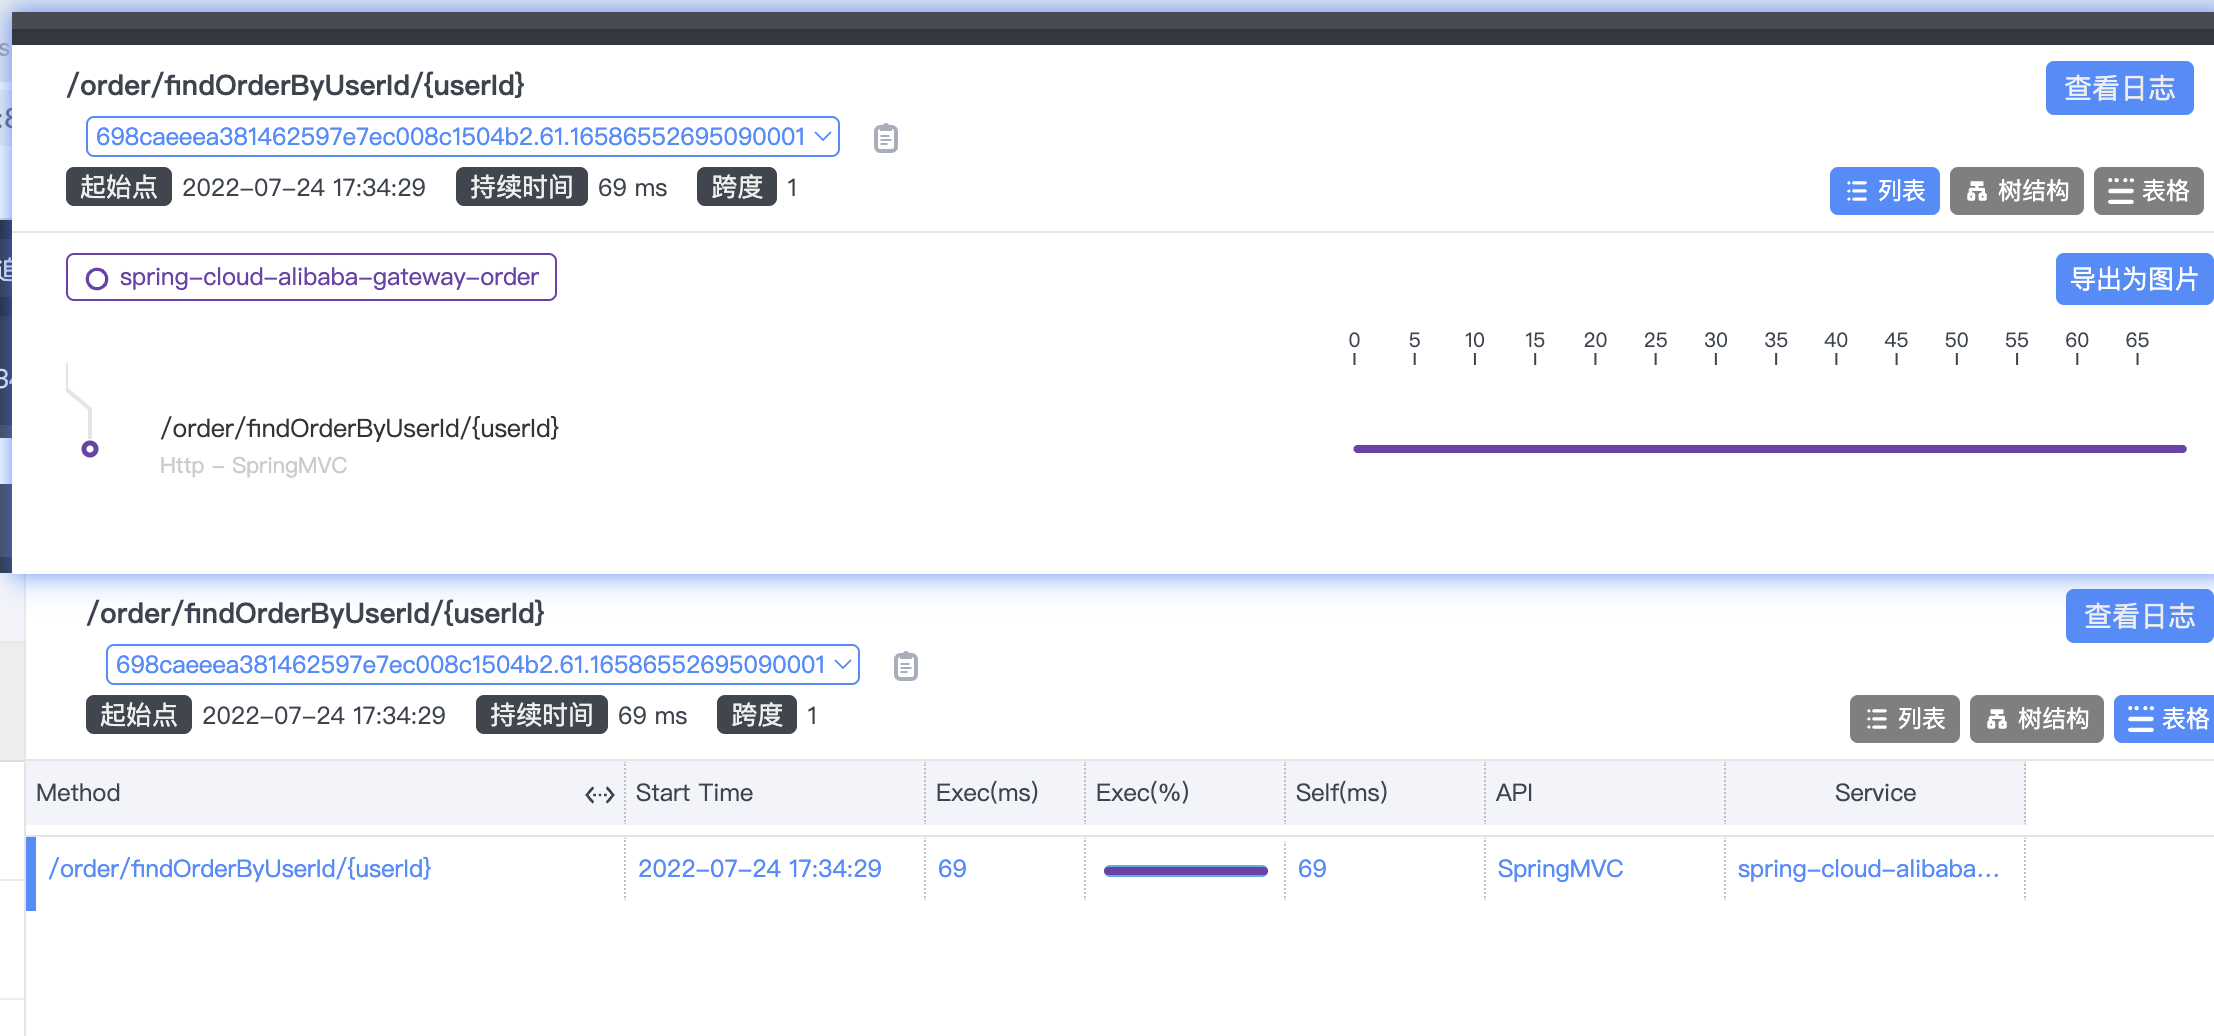 /order/findOrderByUserId/{userId}
查看日志
698caeeea381462597e7ec008c1504b2.61.16586552695090001
起始点 2022-07-24 17:34:29 持续时间 69 ms 跨度 1
列表 树结构 表格
spring-cloud-alibaba-gateway-order
导出为图片
0 5 10 15 20 25 30 35 40 45 50 55 60 65
/order/findOrderByUserId/{userId}
Http - SpringMVC
/order/findOrderByUserId/{userId}
查看日志
698caeeea381462597e7ec008c1504b2.61.16586552695090001
起始点 2022-07-24 17:34:29 持续时间 69 ms 跨度 1
列表 树结构 表格
Method Start Time Exec(ms) Exec(%) Self(ms) API Service
/order/findOrderByUserId/{userId} 2022-07-24 17:34:29 69 69 SpringMVC spring-cloud-alibaba...